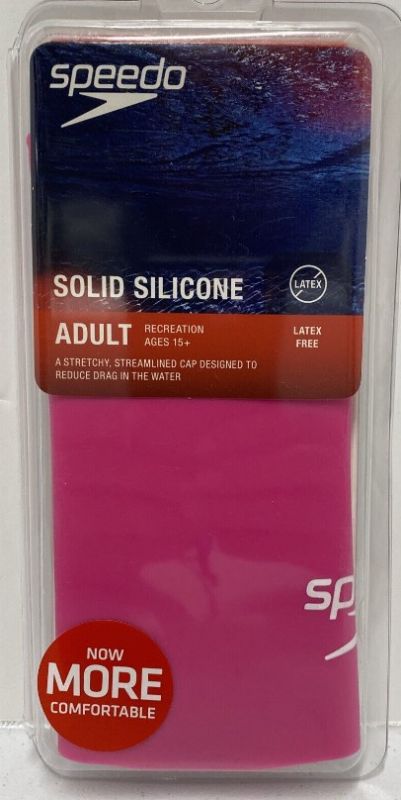 speedo
SOLID SILICONE
LATEX
ADULT
RECREATION
AGES 15+
LATEX
FREE
A STRETCHY, STREAMLINED CAP DESIGNED TO
REDUCE DRAG IN THE WATER
sp
NOW
MORE
COMFORTABLE